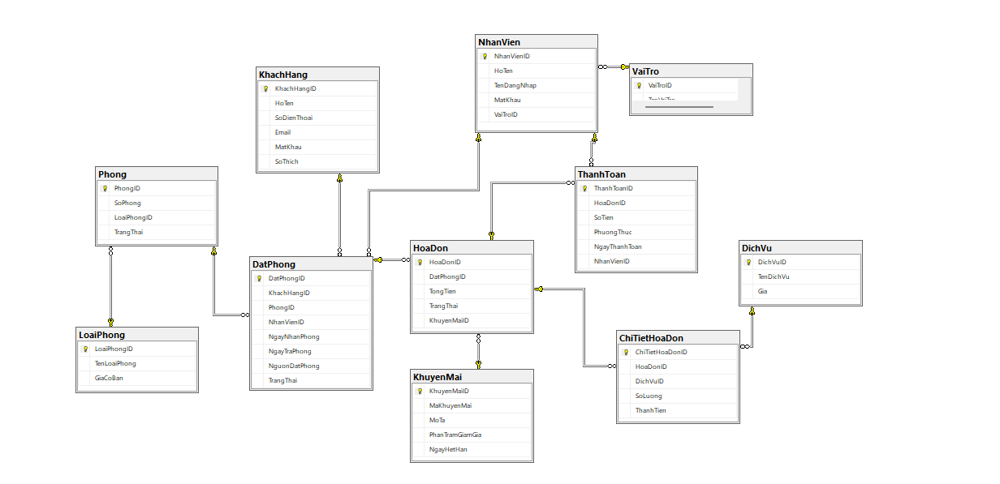 NhanVien
NhanVienID
HoTen
TenDangNhap
MatKhau
VaiTroID
VaiTro
VaiTroID
TenVaiTro
KhachHang
KhachHangID
HoTen
SoDienThoai
Email
MatKhau
SoThich
Phong
PhongID
SoPhong
LoaiPhongID
TrangThai
ThanhToan
ThanhToanID
HoaDonID
SoTien
PhuongThuc
NgayThanhToan
NhanVienID
HoaDon
HoaDonID
DatPhongID
TongTien
TrangThai
KhuyenMaiID
DichVu
DichVuID
TenDichVu
Gia
DatPhong
DatPhongID
KhachHangID
PhongID
NhanVienID
NgayNhanPhong
NgayTraPhong
NguonDatPhong
TrangThai
LoaiPhong
LoaiPhongID
TenLoaiPhong
GiaCoBan
ChiTietHoaDon
ChiTietHoaDonID
HoaDonID
DichVuID
SoLuong
ThanhTien
KhuyenMai
KhuyenMaiID
MaKhuyenMai
MoTa
PhanTramGiamGia
NgayHetHan